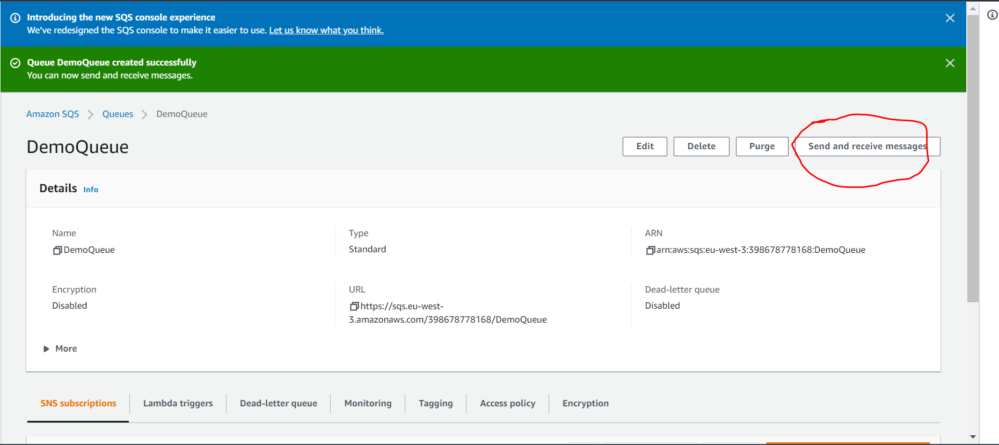 Introducing the new SQS console experience
We've redesigned the SQS console to make it easier to use. Let us know what you think.
Queue DemoQueue created successfully
You can now send and receive messages.
Amazon SQS Queues DemoQueue
DemoQueue
Edit Delete Purge Send and receive messages
Details Info
Name Type ARN
DemoQueue Standard arn:aws:sqs:eu-west-3:398678778168:DemoQueue
Encryption URL Dead-letter queue
Disabled https://sqs.eu-west- Disabled
3.amazonaws.com/398678778168/DemoQueue
More
SNS subscriptions Lambda triggers Dead-letter queue Monitoring Tagging Access policy Encryption